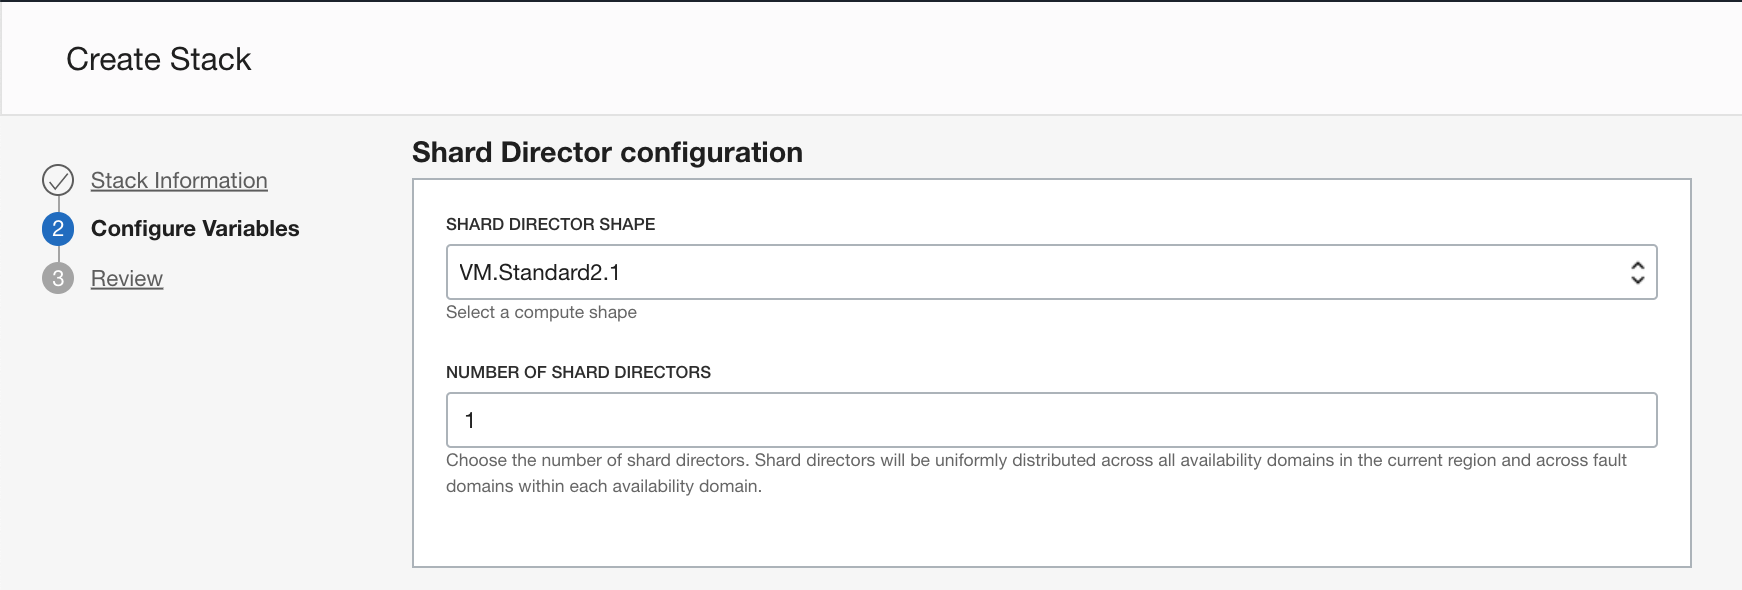 Create Stack
Stack Information
2 Configure Variables
3 Review
Shard Director configuration
SHARD DIRECTOR SHAPE
VM.Standard2.1
Select a compute shape
NUMBER OF SHARD DIRECTORS
1
Choose the number of shard directors. Shard directors will be uniformly distributed across all availability domains in the current region and across fault
domains within each availability domain.